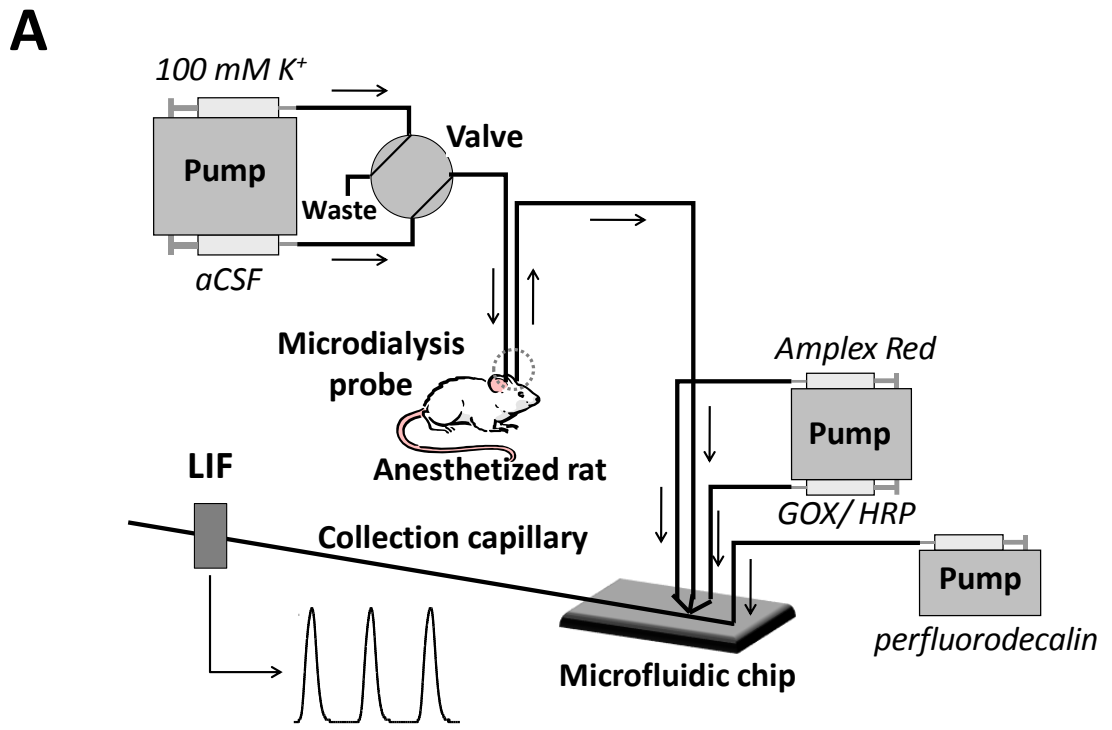 A
100 mM K⁺
Pump
Valve
Waste
aCSF
Microdialysis
probe
Anesthetized rat
Amplex Red
Pump
GOX/ HRP
LIF
Collection capillary
Pump
perfluorodecalin
Microfluidic chip